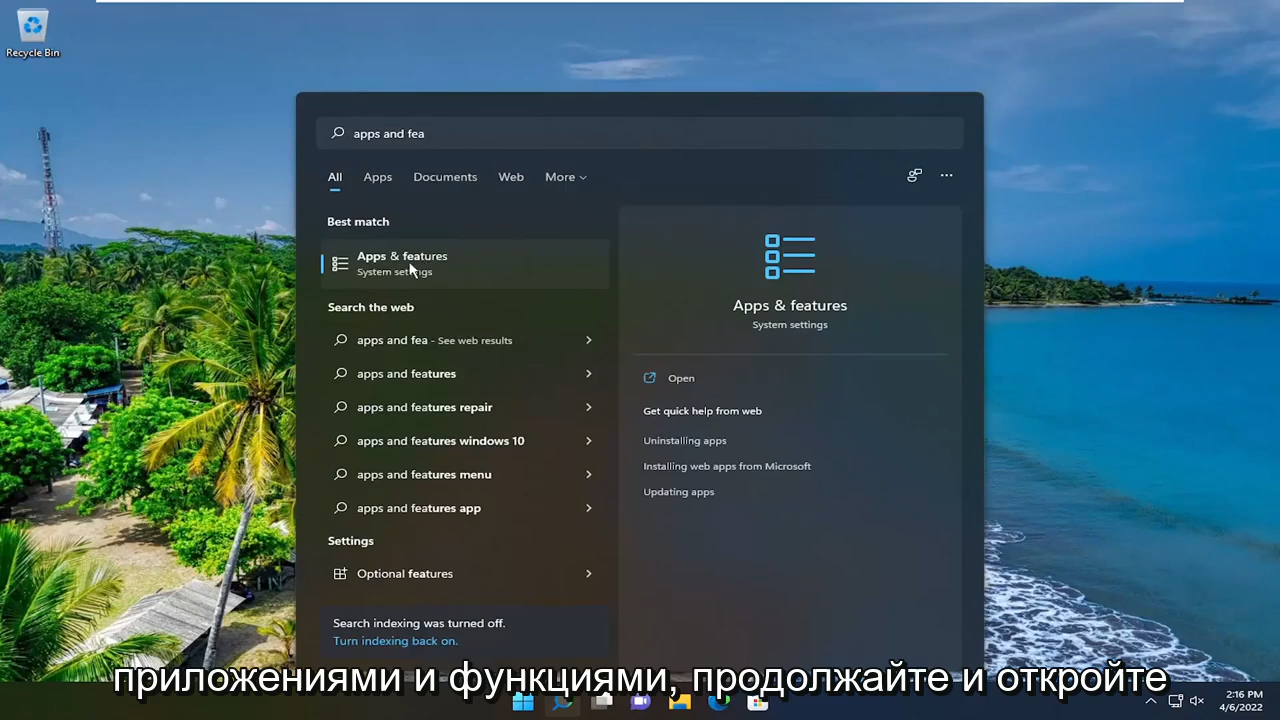 Recycle Bin
apps and fea
All Apps Documents Web More
Best match
Apps & features
System settings
Search the web
apps and fea - See web results
apps and features
apps and features repair
apps and features windows 10
apps and features menu
apps and features app
Settings
Optional features
Search indexing was turned off.
Turn indexing back on.
Apps & features
System settings
Open
Get quick help from web
Uninstalling apps
Installing web apps from Microsoft
Updating apps
приложениями и функциями, продолжайте и откройте
2:16 PM
4/6/2022